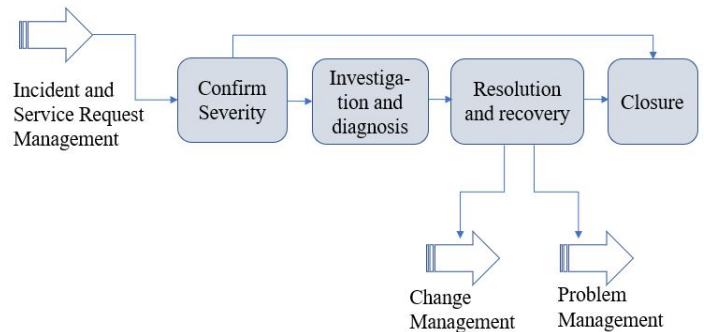 Incident and
Service Request
Management
Confirm
Severity
Investiga-
tion and
diagnosis
Resolution
and recovery
Closure
Change
Management
Problem
Management